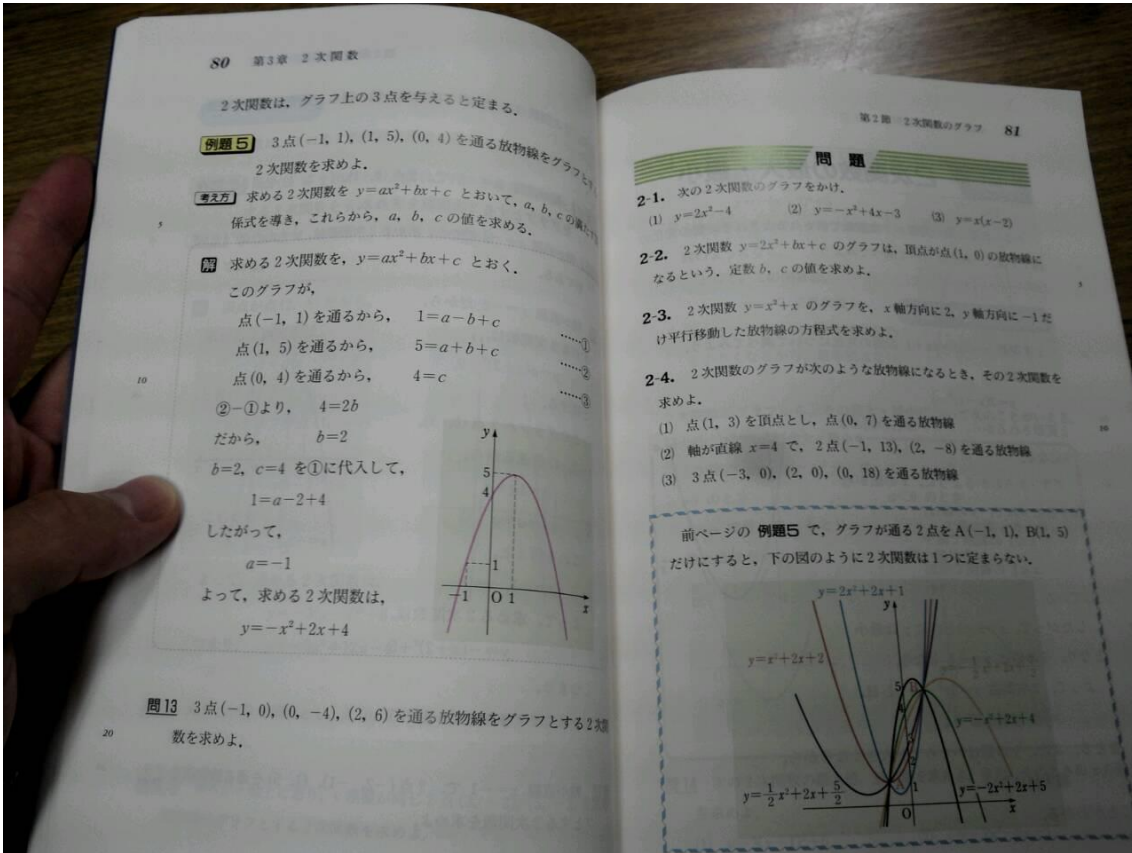 80 第3章 2次関数
2次関数は，グラフ上の3点を与えると定まる．
例題5 3点(-1, 1), (1, 5), (0, 4)を通る放物線をグラフと
2次関数を求めよ．
考え方 求める2次関数を y=ax²+bx+c とおいて，a, b, c の
係式を導き，これらから，a, b, c の値を求める．
5
解 求める2次関数を，y=ax²+bx+c とおく．
このグラフが，
点(-1, 1)を通るから， 1=a-b+c ……①
点(1, 5)を通るから， 5=a+b+c ……②
点(0, 4)を通るから， 4=c ……③
10
②-①より， 4=2b
だから， b=2
b=2, c=4 を①に代入して，
1=a-2+4
したがって，
a=-1
よって，求める2次関数は，
y=-x²+2x+4
y
5
4
1
-1 O 1 x
問13 3点(-1, 0), (0, -4), (2, 6)を通る放物線をグラフとする2次
数を求めよ．
20
第2節 2次関数のグラフ 81
問題
2-1. 次の2次関数のグラフをかけ．
(1) y=2x²-4 (2) y=-x²+4x-3 (3) y=x(x-2)
2-2. 2次関数 y=2x²+bx+c のグラフは，頂点が点(1, 0)の放物線に
なるという．定数 b, c の値を求めよ．
5
2-3. 2次関数 y=x²+x のグラフを，x軸方向に2，y軸方向に-1だ
け平行移動した放物線の方程式を求めよ．
2-4. 2次関数のグラフが次のような放物線になるとき，その2次関数を
求めよ．
10
(1) 点(1, 3)を頂点とし，点(0, 7)を通る放物線
(2) 軸が直線 x=4 で，2点(-1, 13), (2, -8)を通る放物線
(3) 3点(-3, 0), (2, 0), (0, 18)を通る放物線
前ページの 例題5 で，グラフが通る2点を A(-1, 1), B(1, 5)
だけにすると，下の図のように2次関数は1つに定まらない．
y=2x²+2x+1
y
y=x²+2x+2
5
B
4
y=-x²+2x+4
2
A
1
y=1/2x²+2x+5/2
y=-2x²+2x+5
O
x